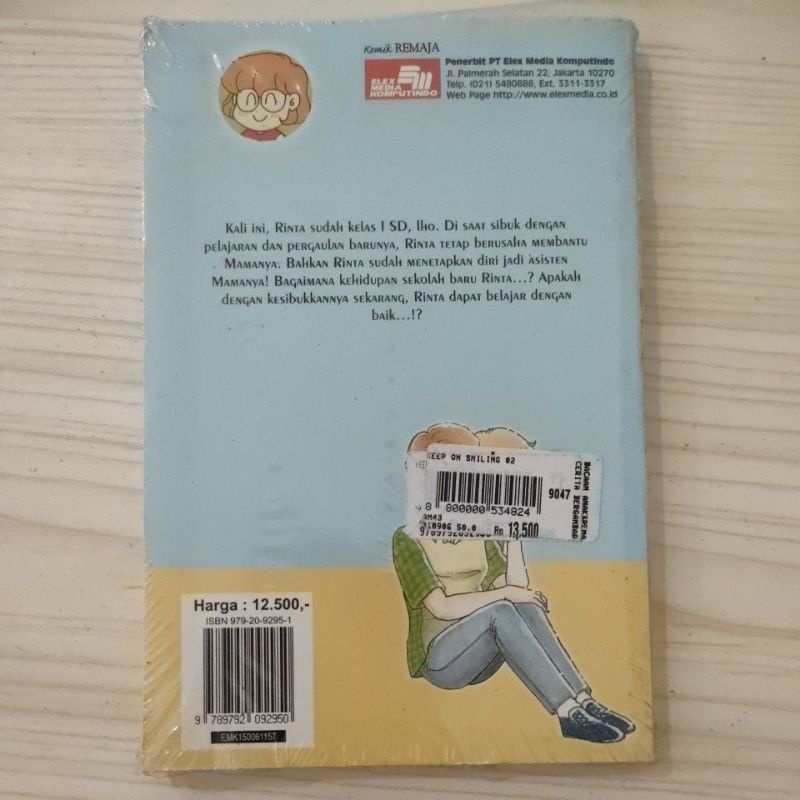 Komik REMAJA
ELEX MEDIA KOMPUTINDO
Penerbit PT Elex Media Komputindo
Jl. Palmerah Selatan 22, Jakarta 10270
Telp. (021) 5480888, Ext. 3311-3317
Web Page http://www.elexmedia.co.id
Kali ini, Rinta sudah kelas I SD, lho. Di saat sibuk dengan
pelajaran dan pergaulan barunya, Rinta tetap berusaha membantu
Mamanya. Bahkan Rinta sudah menetapkan diri jadi asisten
Mamanya! Bagaimana kehidupan sekolah baru Rinta...? Apakah
dengan kesibukkannya sekarang, Rinta dapat belajar dengan
baik...!?
KEEP ON SMILING 02
9047
8 800000 534824
Rp 13,500
BACAAN
CERITA BERGAMBAR
Harga : 12.500,-
ISBN 979-20-9295-1
9 789792 092950
EMK150061157